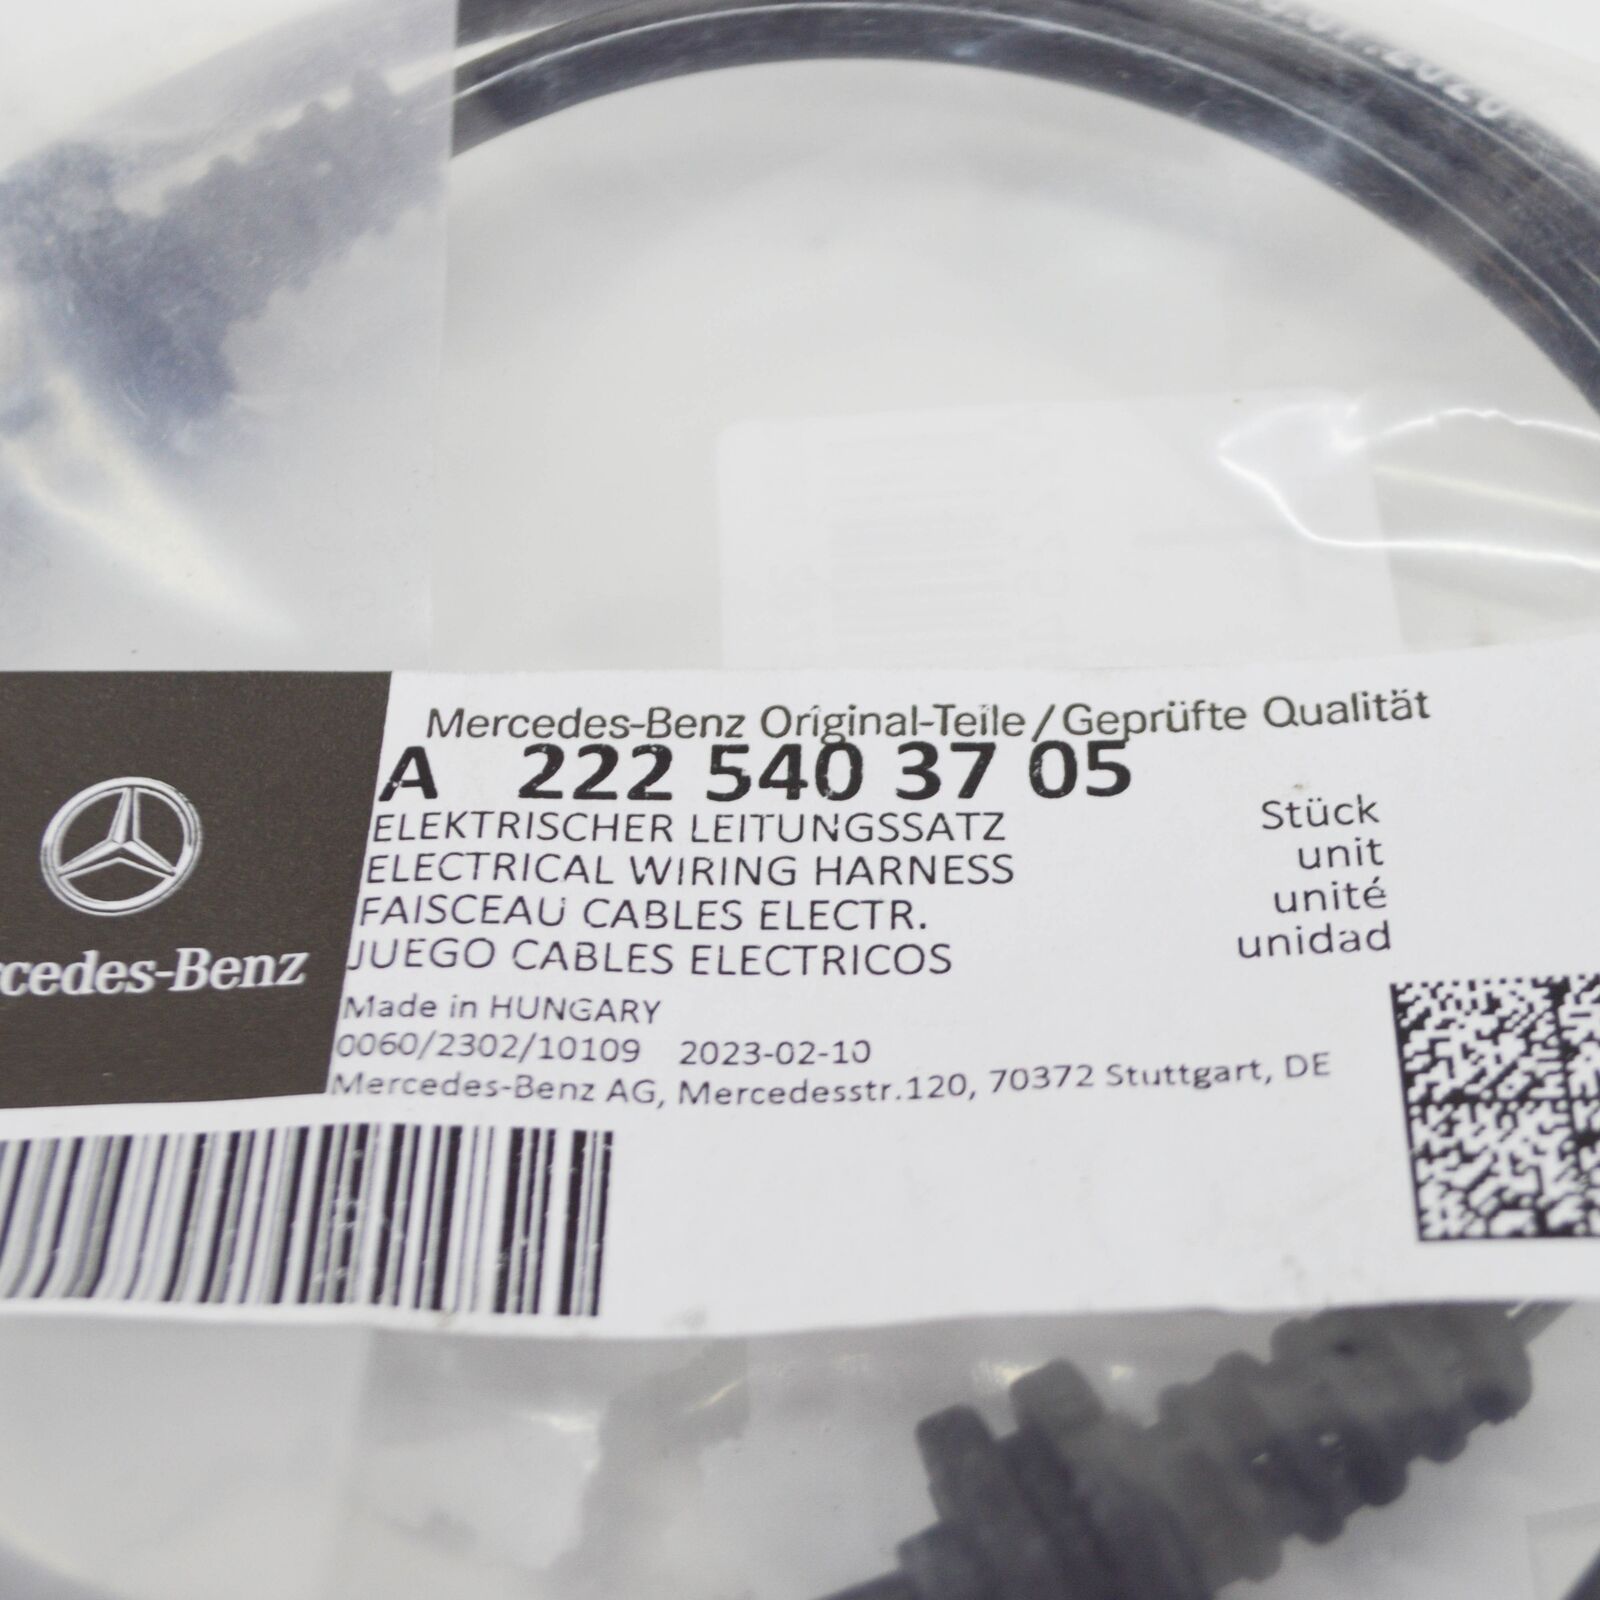 Mercedes-Benz Original-Teile/Geprüfte Qualität
A 222 540 37 05
ELEKTRISCHER LEITUNGSSATZ
ELECTRICAL WIRING HARNESS
FAISCEAU CABLES ELECTR.
JUEGO CABLES ELECTRICOS
Stück
unit
unité
unidad
rcedes-Benz
Made in HUNGARY
0060/2302/10109 2023-02-10
Mercedes-Benz AG, Mercedesstr.120, 70372 Stuttgart, DE